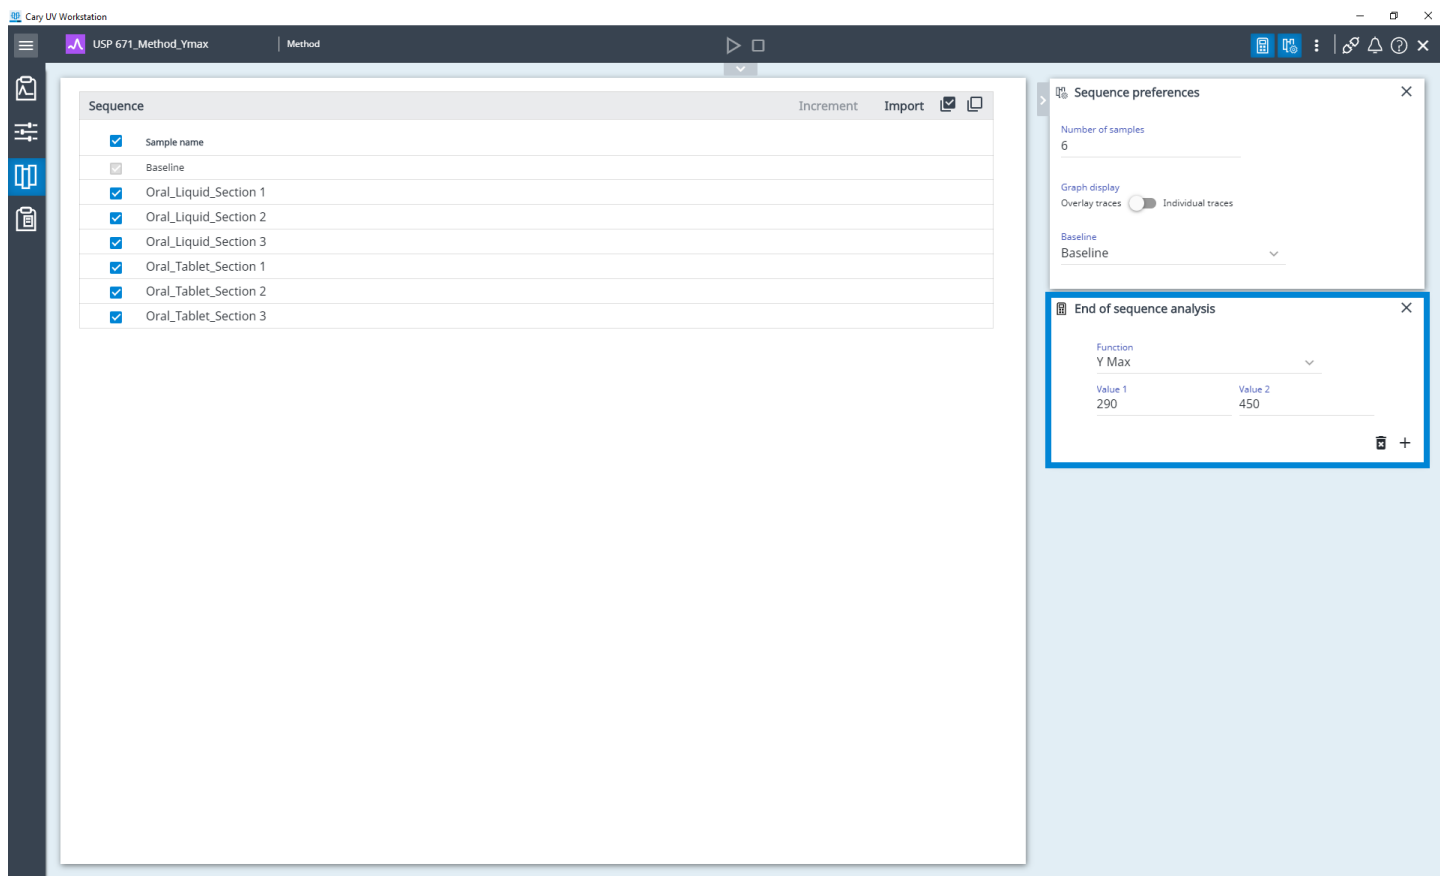 Cary UV Workstation
USP 671_Method_Ymax
Method
Sequence
Increment
Import
Sample name
Baseline
Oral_Liquid_Section 1
Oral_Liquid_Section 2
Oral_Liquid_Section 3
Oral_Tablet_Section 1
Oral_Tablet_Section 2
Oral_Tablet_Section 3
Sequence preferences
Number of samples
6
Graph display
Overlay traces
Individual traces
Baseline
Baseline
End of sequence analysis
Function
Y Max
Value 1
Value 2
290
450